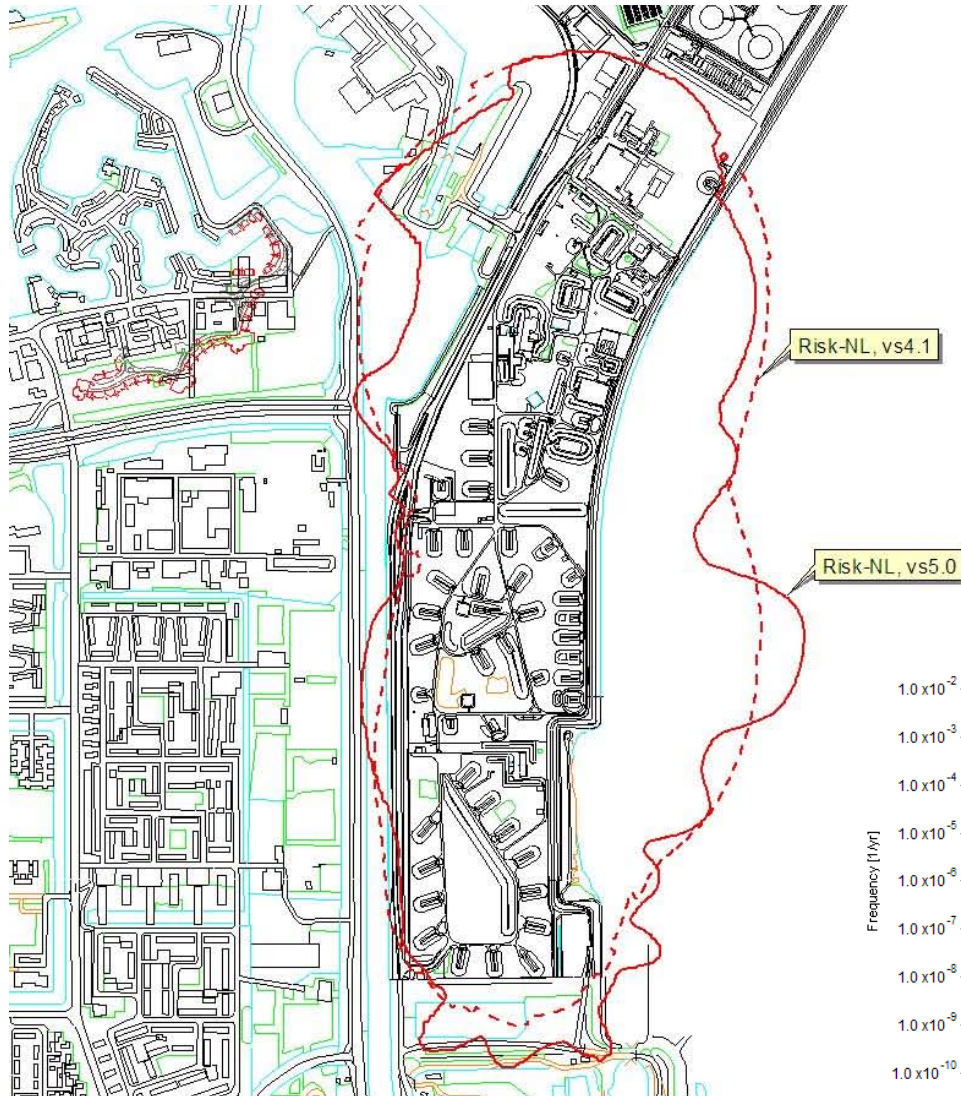 Risk-NL, vs4.1
Risk-NL, vs5.0
Frequency [1/yr]
1.0 x10⁻²
1.0 x10⁻³
1.0 x10⁻⁴
1.0 x10⁻⁵
1.0 x10⁻⁶
1.0 x10⁻⁷
1.0 x10⁻⁸
1.0 x10⁻⁹
1.0 x10⁻¹⁰